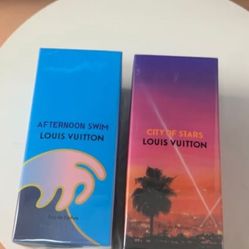 AFTERNOON SWIM
LOUIS VUITTON
CITY OF STARS
LOUIS VUITTON